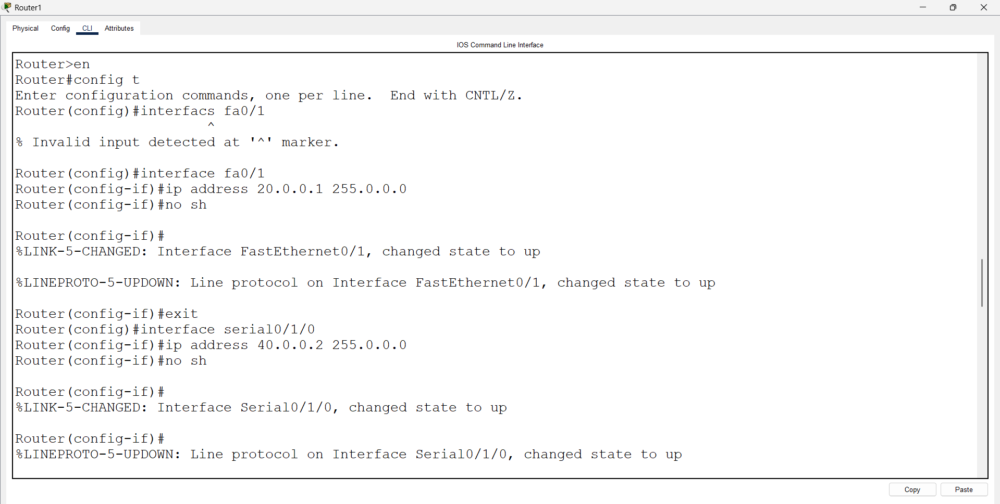 Router1
Physical Config CLI Attributes
IOS Command Line Interface
Router>en
Router#config t
Enter configuration commands, one per line.  End with CNTL/Z.
Router(config)#interfacs fa0/1
^
% Invalid input detected at '^' marker.
Router(config)#interface fa0/1
Router(config-if)#ip address 20.0.0.1 255.0.0.0
Router(config-if)#no sh
Router(config-if)#
%LINK-5-CHANGED: Interface FastEthernet0/1, changed state to up
%LINEPROTO-5-UPDOWN: Line protocol on Interface FastEthernet0/1, changed state to up
Router(config-if)#exit
Router(config)#interface serial0/1/0
Router(config-if)#ip address 40.0.0.2 255.0.0.0
Router(config-if)#no sh
Router(config-if)#
%LINK-5-CHANGED: Interface Serial0/1/0, changed state to up
Router(config-if)#
%LINEPROTO-5-UPDOWN: Line protocol on Interface Serial0/1/0, changed state to up
Copy Paste